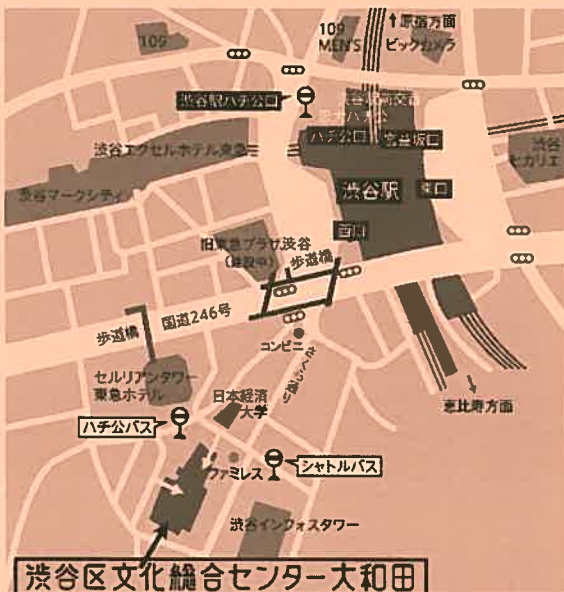 ↑原宿方面
109
MEN'S
ビックカメラ
109
渋谷駅ハチ公口
ハチ公口
宮益坂口
渋谷エクセルホテル東急
渋谷
ヒカリエ
渋谷マークシティ
渋谷駅
東口
西口
旧東急プラザ渋谷
(建設中)
歩道橋
国道246号
歩道橋
コンビニ
さくら通り
セルリアンタワー
東急ホテル
日本経済
大学
恵比寿方面
ハチ公バス
ファミレス
シャトルバス
渋谷インフォスタワー
渋谷区文化総合センター大和田